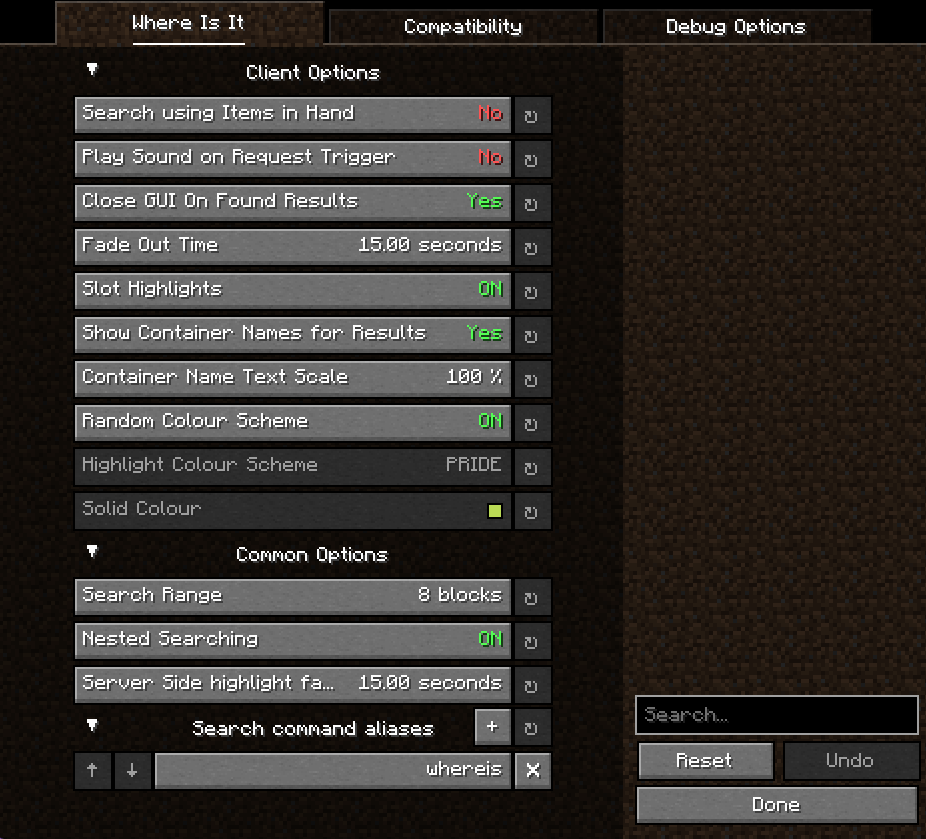 Where Is It
Compatibility
Debug Options
Client Options
Search using Items in Hand No
Play Sound on Request Trigger No
Close GUI On Found Results Yes
Fade Out Time 15.00 seconds
Slot Highlights ON
Show Container Names for Results Yes
Container Name Text Scale 100 %
Random Colour Scheme ON
Highlight Colour Scheme PRIDE
Solid Colour
Common Options
Search Range 8 blocks
Nested Searching ON
Server Side highlight fa... 15.00 seconds
Search command aliases +
whereis
Search...
Reset
Undo
Done